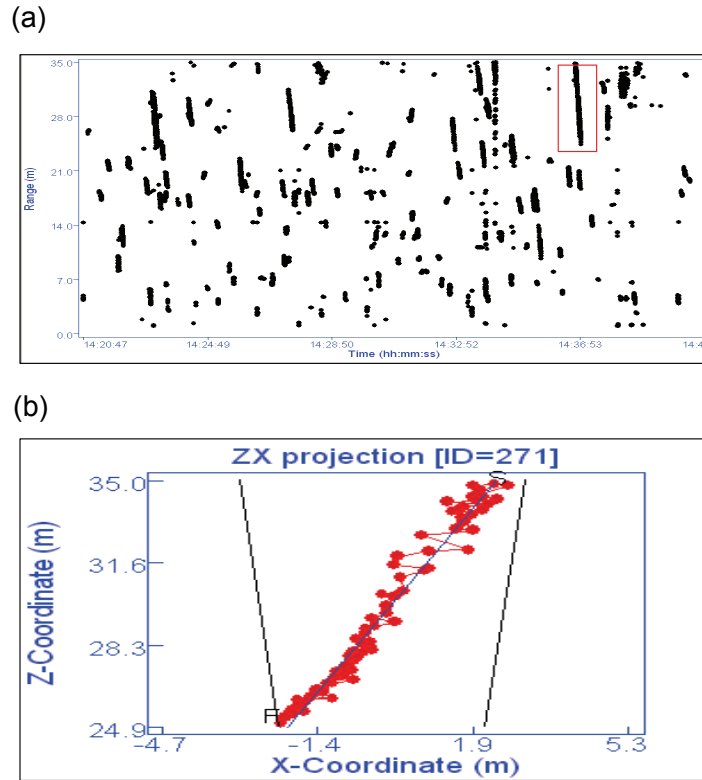 (a)
35.0
28.0
21.0
14.0
7.0
0.0
Range (m)
14:20:47 14:24:49 14:28:50 14:32:52 14:36:53 14:4
Time (hh:mm:ss)
(b)
ZX projection [ID=271]
35.0
31.6
28.3
24.9
Z-Coordinate (m)
S
-4.7 -1.4 1.9 5.3
X-Coordinate (m)